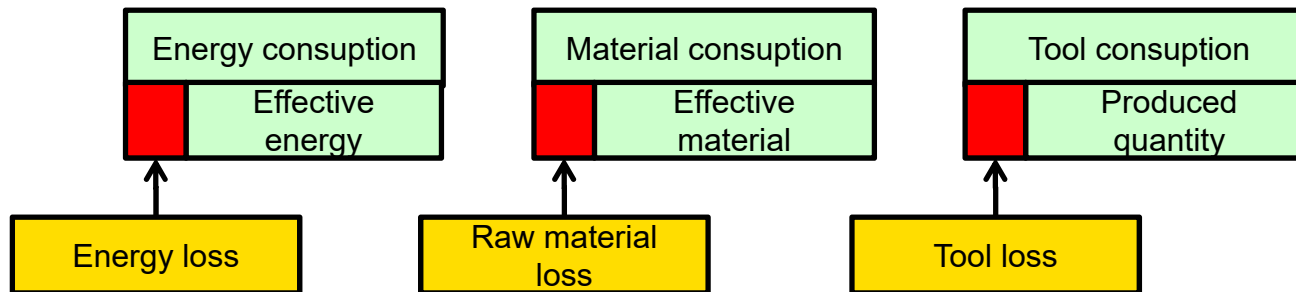 Energy consuption
Material consuption
Tool consuption
Effective
energy
Effective
material
Produced
quantity
Energy loss
Raw material
loss
Tool loss